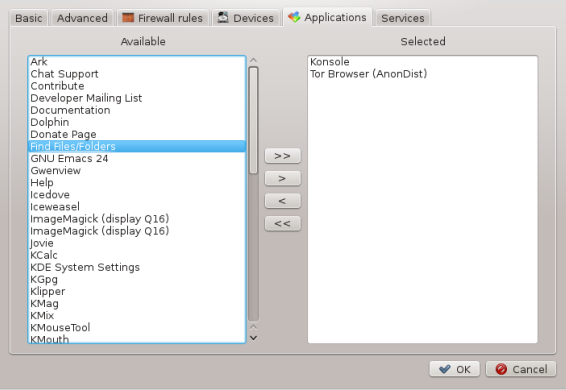 Basic Advanced Firewall rules Devices Applications Services
Available Selected
Ark
Chat Support
Contribute
Developer Mailing List
Documentation
Dolphin
Donate Page
Find Files/Folders
GNU Emacs 24
Gwenview
Help
Icedove
Iceweasel
ImageMagick (display Q16)
ImageMagick (display Q16)
Jovie
KCalc
KDE System Settings
KGpg
Klipper
KMag
KMix
KMouseTool
KMouth
>>
>
<
<<
Konsole
Tor Browser (AnonDist)
OK Cancel